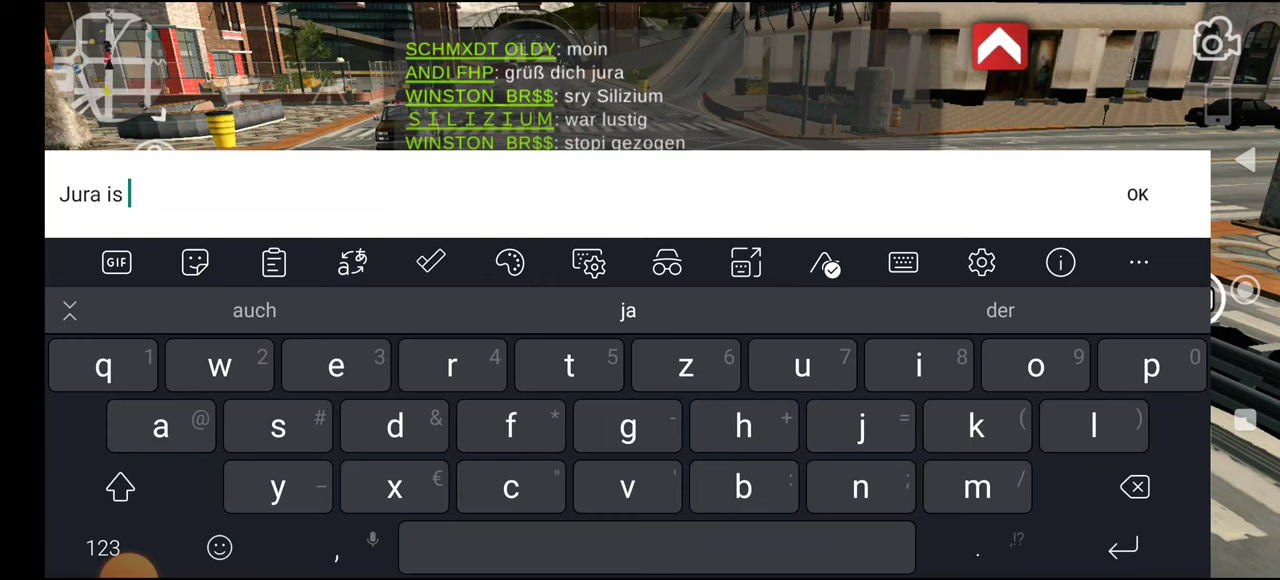 SCHMXDT OLDY: moin
ANDI FHP: grüß dich jura
WINSTON BR$$: sry Silizium
S I L I Z I U M: war lustig
WINSTON BR$$: stopi gezogen
Jura is
OK
GIF
auch ja der
q 1 w 2 e 3 r 4 t 5 z 6 u 7 i 8 o 9 p 0
a @ s # d & f * g - h + j = k ( l )
y _ x € c " v ' b : n ; m /
123 , . ,!?